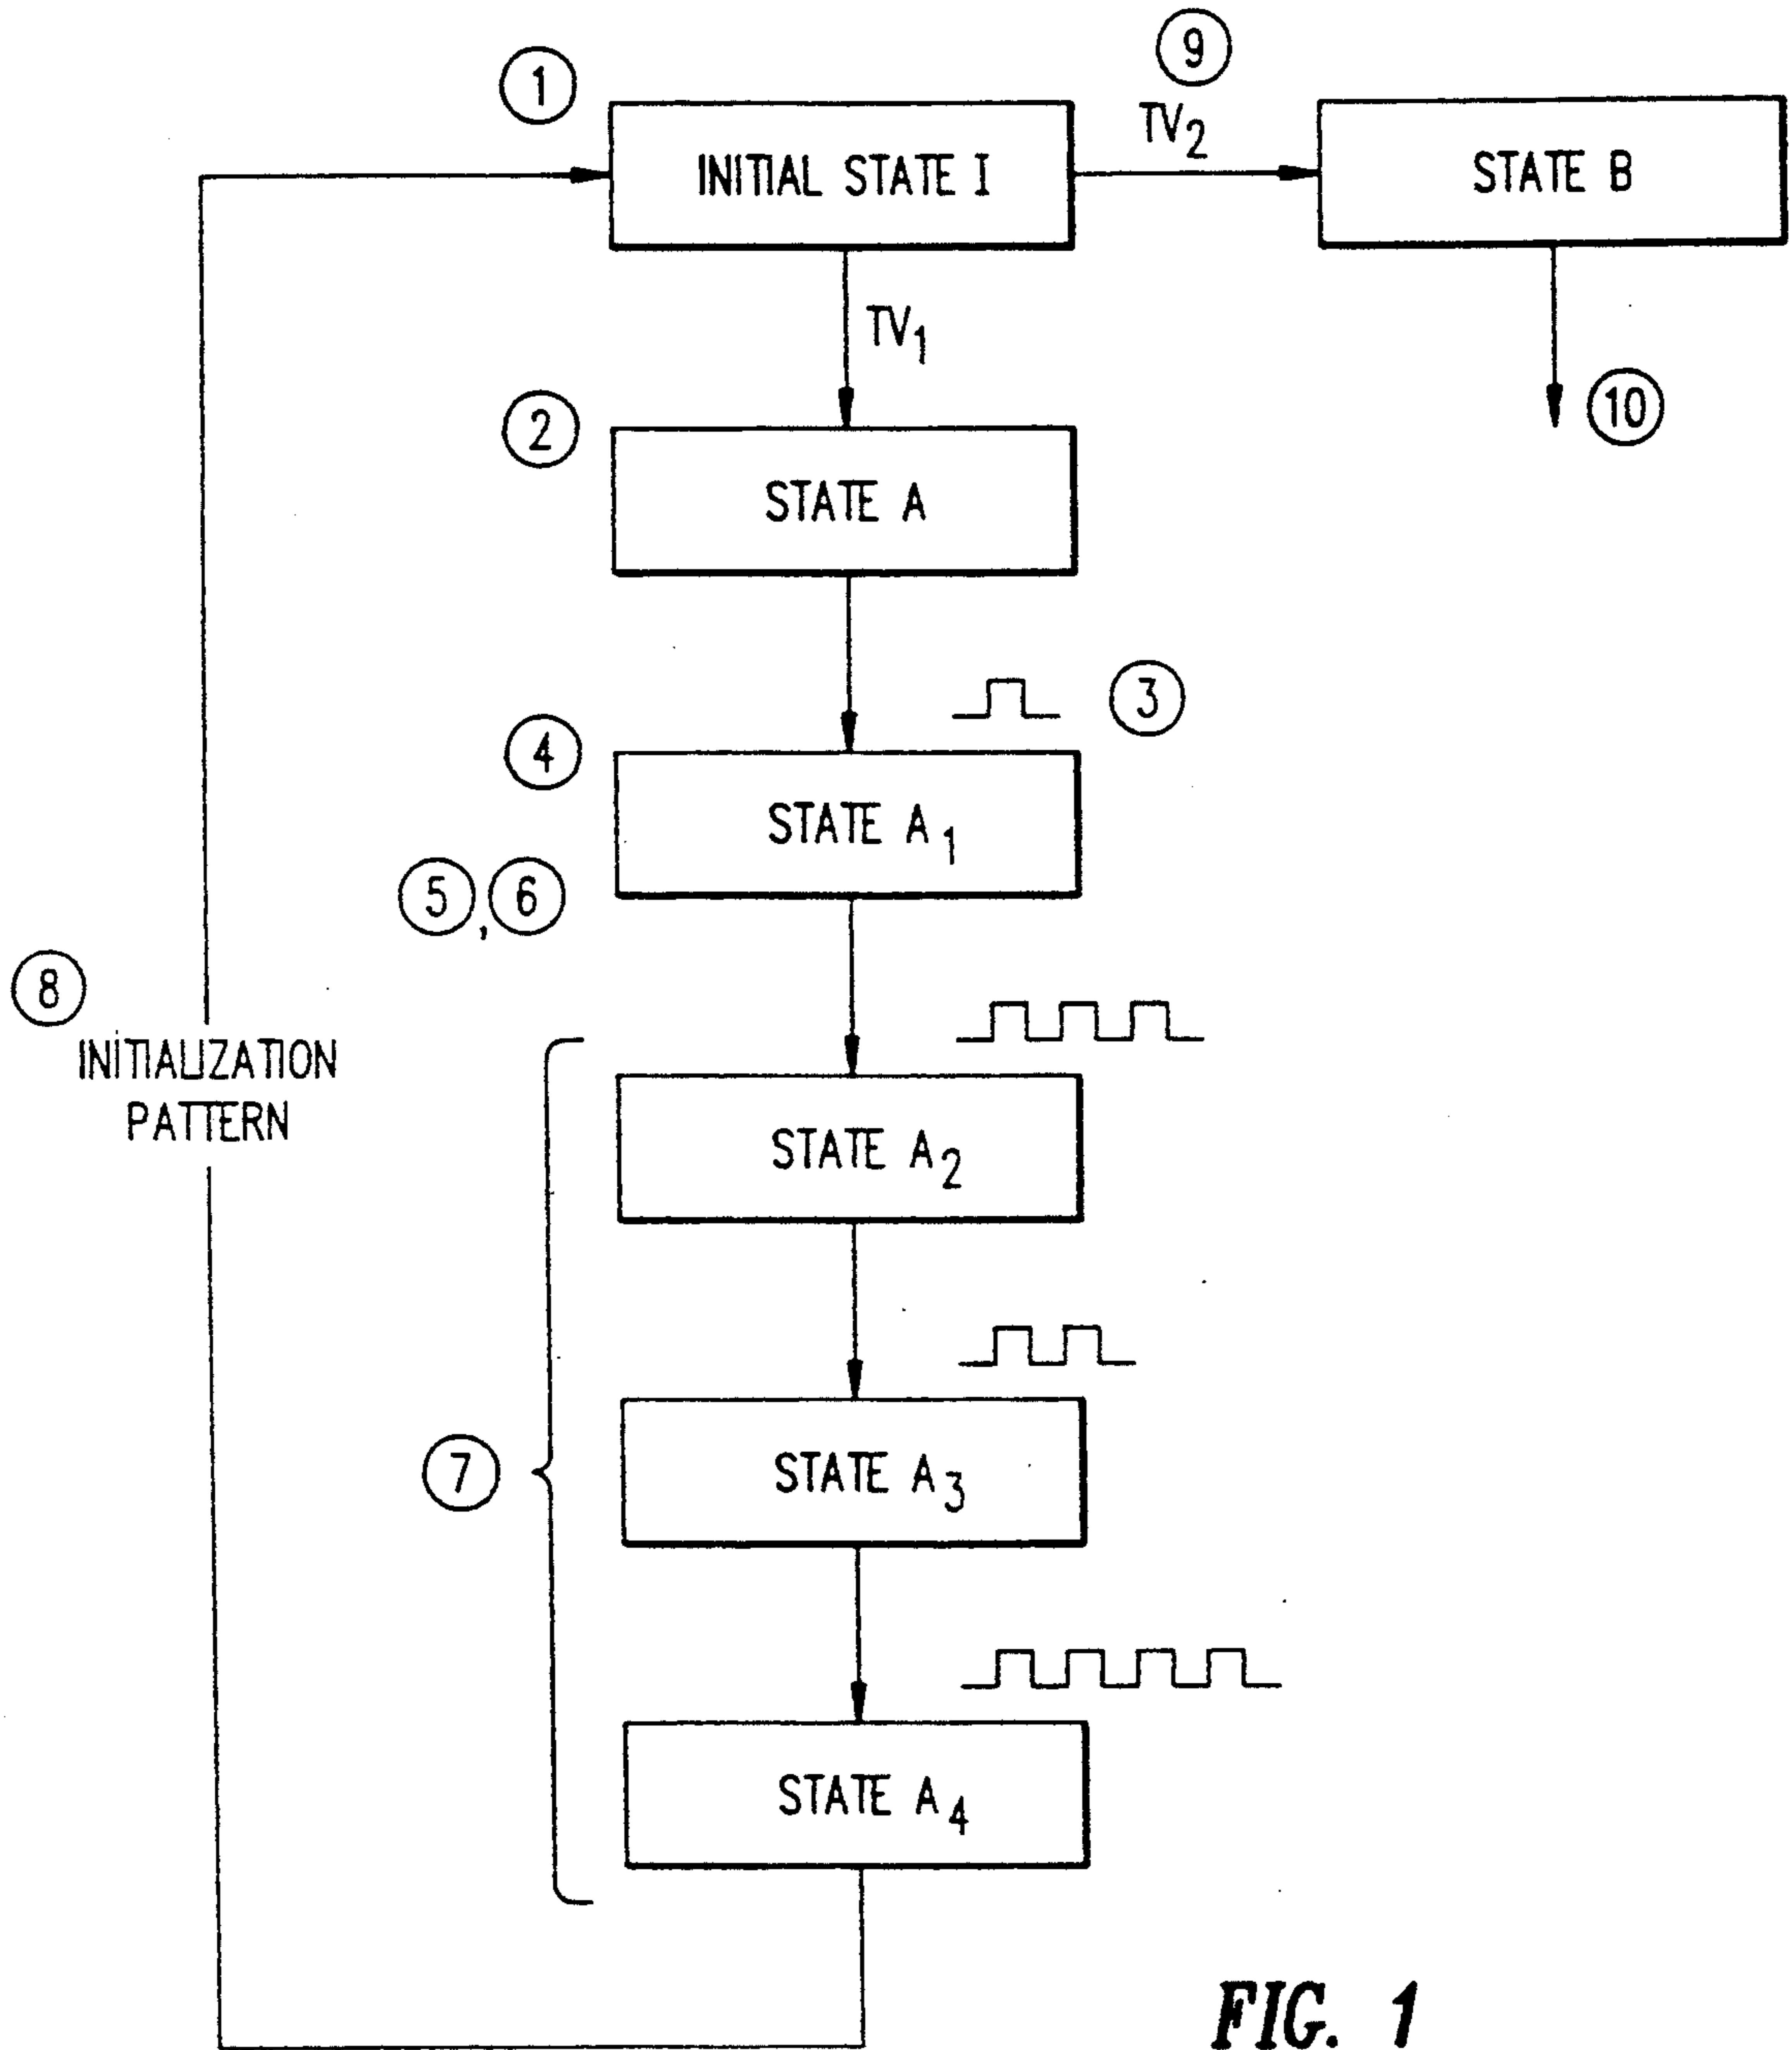 1
9
TV2
INITIAL STATE I
STATE B
TV1
2
10
STATE A
3
4
STATE A1
5, 6
8
INITIALIZATION
PATTERN
STATE A2
7
STATE A3
STATE A4
FIG. 1